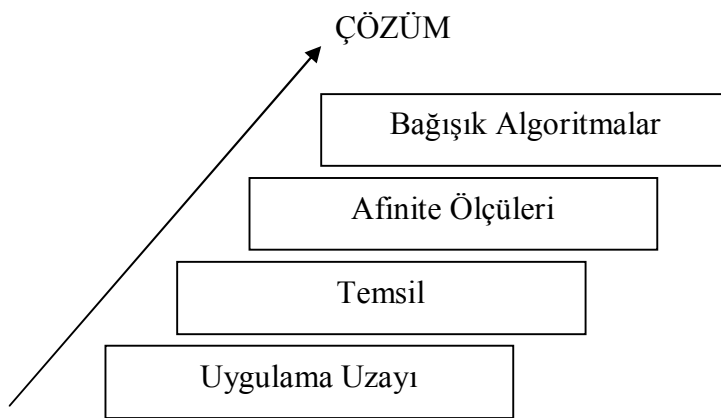 ÇÖZÜM
Bağışık Algoritmalar
Afinite Ölçüleri
Temsil
Uygulama Uzayı